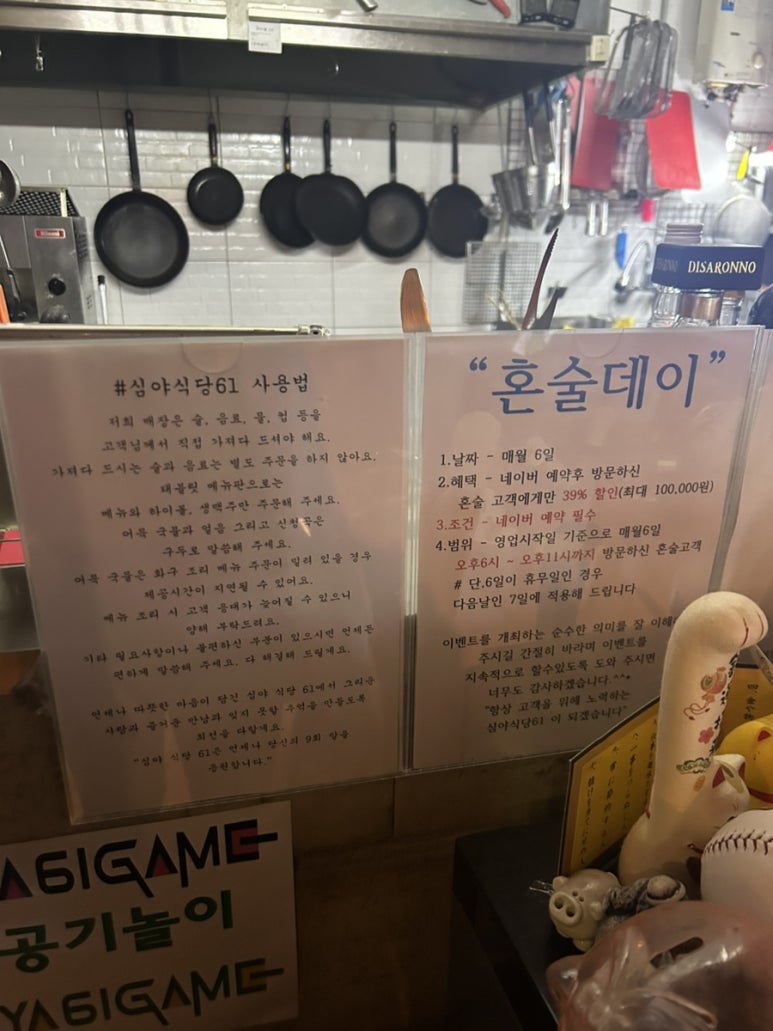 Rinnai
DISARONNO
#심야식당61 사용법
저희 매장은 술, 음료, 물, 컵 등을
고객님께서 직접 가져다 드셔야 해요.
가져다 드시는 술과 음료는 별도 주문을 하지 않아요.
태블릿 메뉴판으로는
메뉴와 하이볼, 생맥주만 주문해 주세요.
어묵 국물과 얼음 그리고 신청곡은
구두로 말씀해 주세요.
어묵 국물은 화구 조리 메뉴 주문이 밀려 있을 경우
제공시간이 지연될 수 있어요.
메뉴 조리 시 고객 응대가 늦어질 수 있으니
양해 부탁드려요.
기타 필요사항이나 불편하신 부분이 있으시면 언제든
편하게 말씀해 주세요. 다 해결해 드릴게요.
언제나 따뜻한 마음이 담긴 심야 식당 61에서 그리운
사람과 즐거운 만남과 잊지 못할 추억을 만들도록
최선을 다할게요.
"심야 식당 61은 언제나 당신의 9회 말을
응원합니다."
“혼술데이”
1.날짜 - 매월 6일
2.혜택 - 네이버 예약후 방문하신
혼술 고객에게만 39% 할인(최대 100,000원)
3.조건 - 네이버 예약 필수
4.범위 - 영업시작일 기준으로 매월6일
오후6시 ~ 오후11시까지 방문하신 혼술고객
# 단,6일이 휴무일인 경우
다음날인 7일에 적용해 드립니다
이벤트를 개최하는 순수한 의미를 잘 이해
주시길 간절히 바라며 이벤트를
지속적으로 할수있도록 도와 주시면
너무도 감사하겠습니다.^^*
"항상 고객을 위해 노력하는
심야식당61 이 되겠습니다"
YA61GAME
공기놀이
YA61GAME